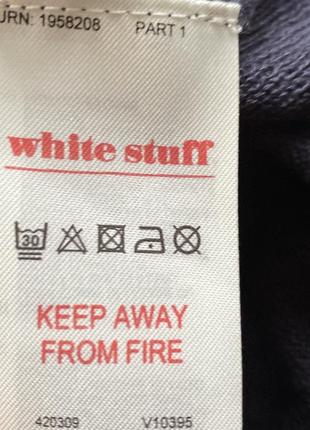 URN: 1958208 PART 1
white stuff
30
KEEP AWAY
FROM FIRE
420309 V10395